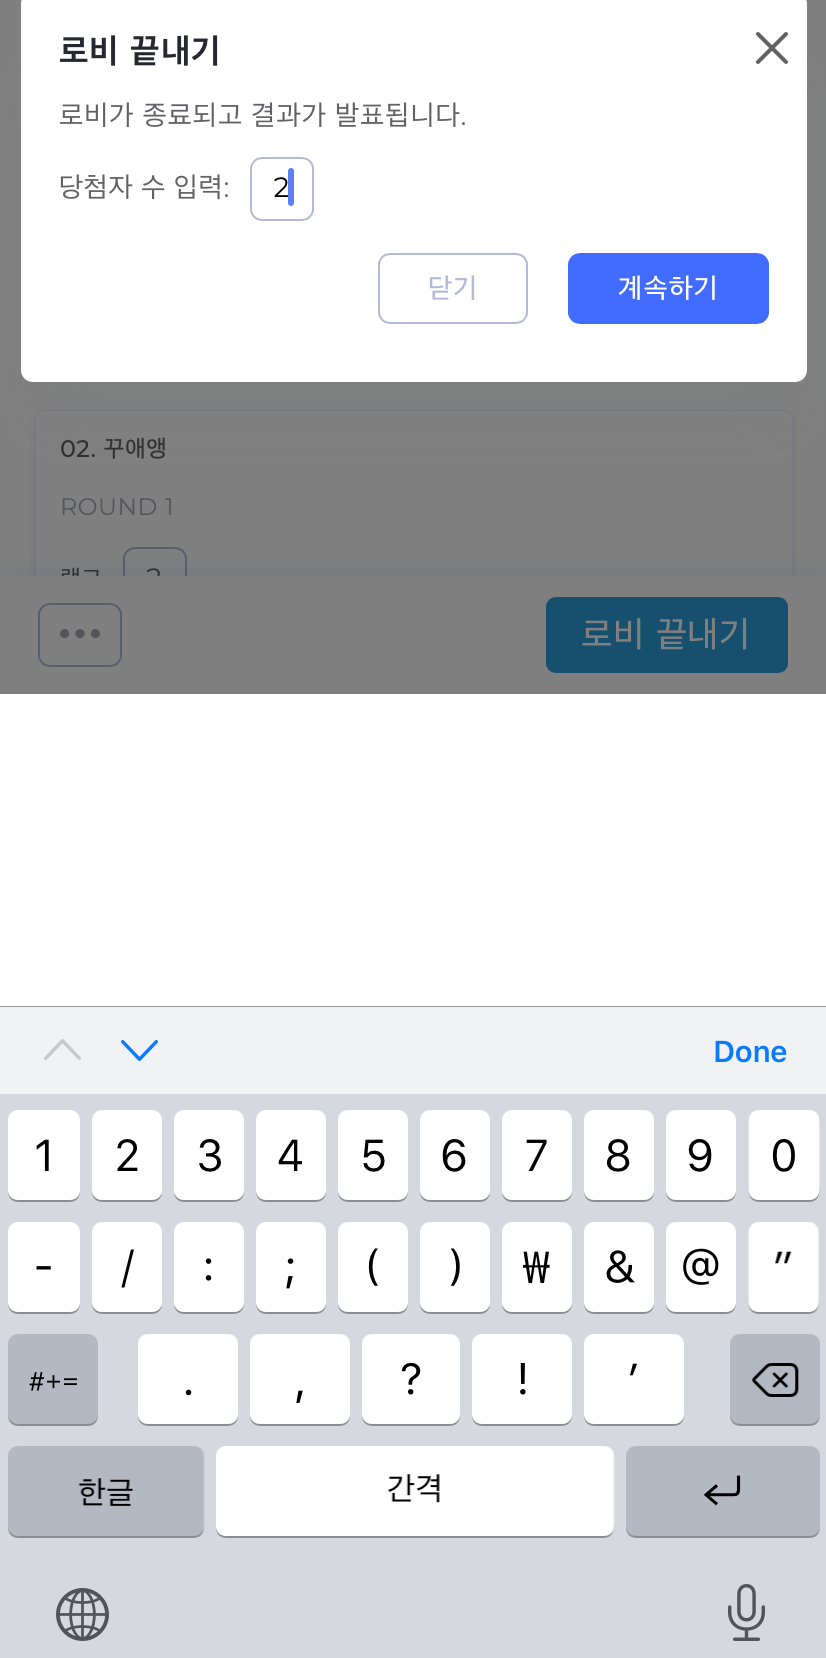 로비 끝내기
로비가 종료되고 결과가 발표됩니다.
당첨자 수 입력: 2
닫기 계속하기
02. 꾸애앵
ROUND 1
로비 끝내기
Done
1 2 3 4 5 6 7 8 9 0
- / : ; ( ) ₩ & @ "
#+= . , ? ! '
한글 간격